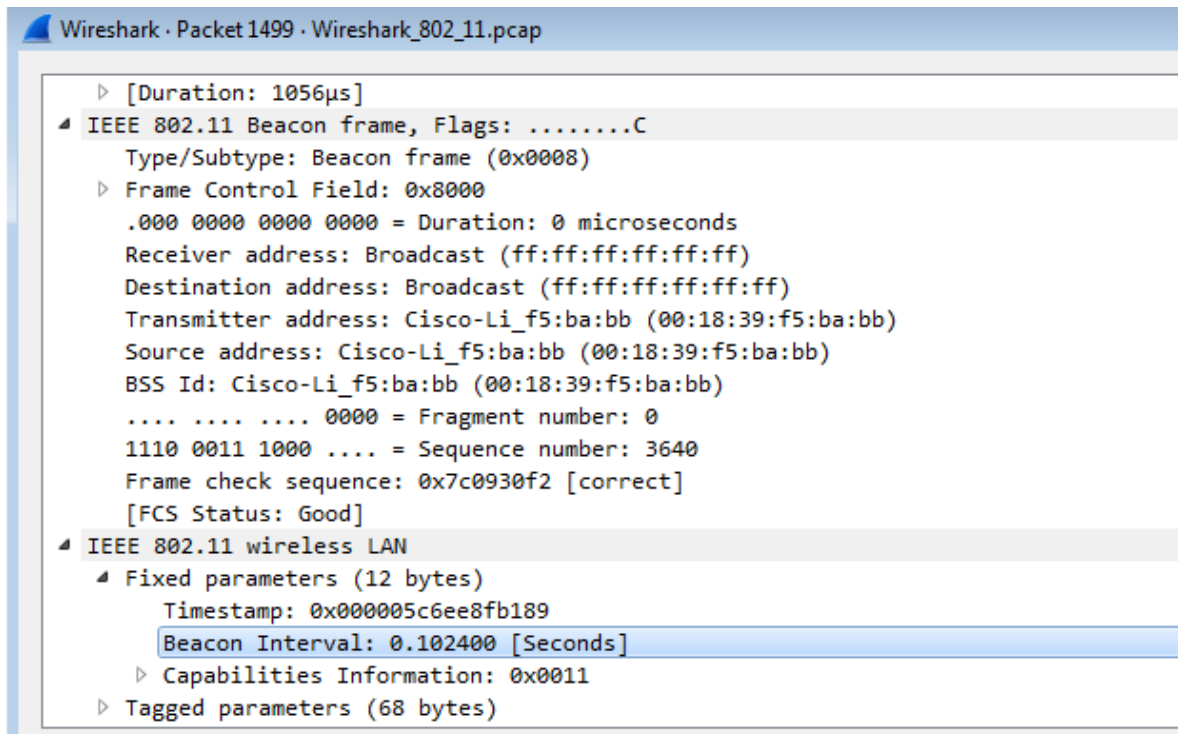 Wireshark · Packet 1499 · Wireshark_802_11.pcap
[Duration: 1056µs]
IEEE 802.11 Beacon frame, Flags: ........C
Type/Subtype: Beacon frame (0x0008)
Frame Control Field: 0x8000
.000 0000 0000 0000 = Duration: 0 microseconds
Receiver address: Broadcast (ff:ff:ff:ff:ff:ff)
Destination address: Broadcast (ff:ff:ff:ff:ff:ff)
Transmitter address: Cisco-Li_f5:ba:bb (00:18:39:f5:ba:bb)
Source address: Cisco-Li_f5:ba:bb (00:18:39:f5:ba:bb)
BSS Id: Cisco-Li_f5:ba:bb (00:18:39:f5:ba:bb)
.... .... .... 0000 = Fragment number: 0
1110 0011 1000 .... = Sequence number: 3640
Frame check sequence: 0x7c0930f2 [correct]
[FCS Status: Good]
IEEE 802.11 wireless LAN
Fixed parameters (12 bytes)
Timestamp: 0x000005c6ee8fb189
Beacon Interval: 0.102400 [Seconds]
Capabilities Information: 0x0011
Tagged parameters (68 bytes)